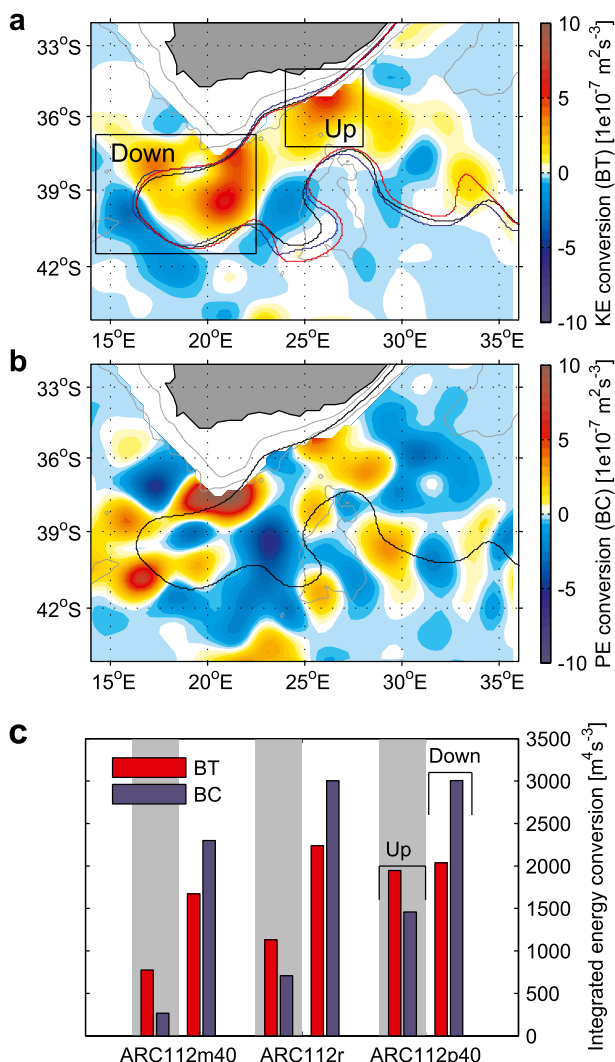 a
33°S
36°S
39°S
42°S
Down
Up
15°E
20°E
25°E
30°E
35°E
10
5
0
-5
-10
KE conversion (BT) [1e10⁻⁷ m²s⁻³]
b
33°S
36°S
39°S
42°S
15°E
20°E
25°E
30°E
35°E
10
5
0
-5
-10
PE conversion (BC) [1e10⁻⁷ m²s⁻³]
c
BT
BC
Up
Down
3500
3000
2500
2000
1500
1000
500
0
Integrated energy conversion [m⁴s⁻³]
ARC112m40
ARC112r
ARC112p40